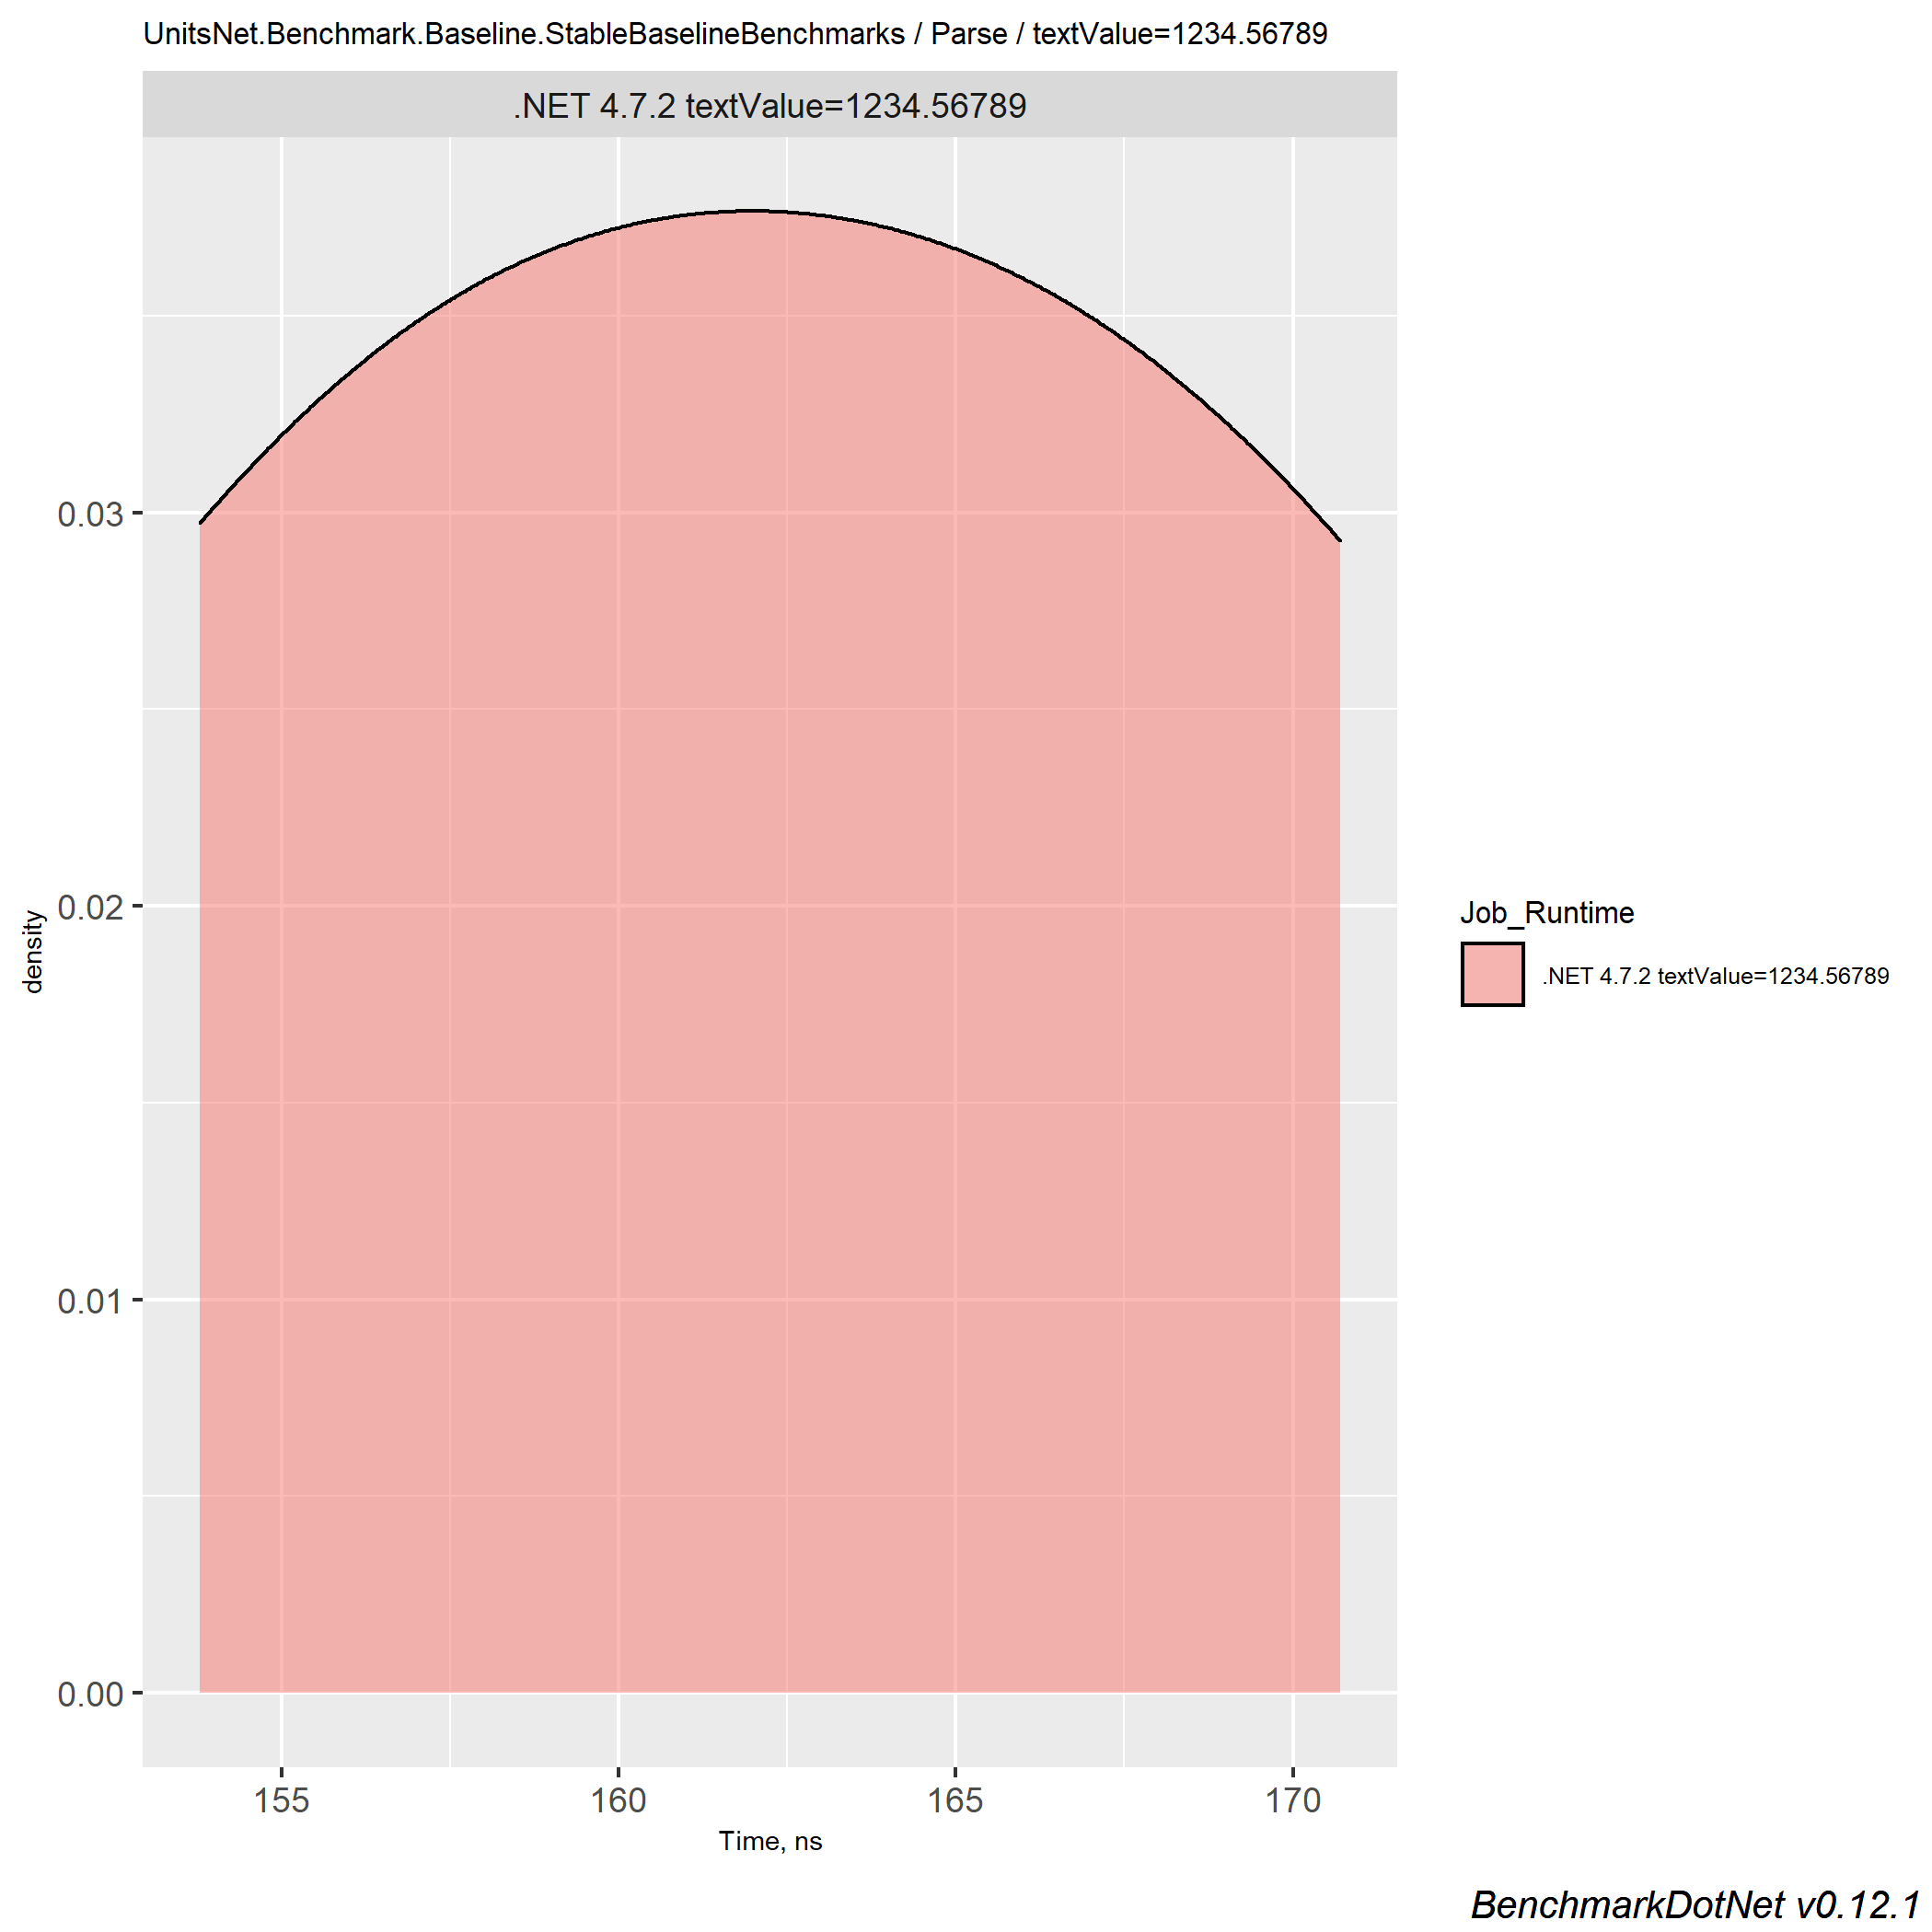 UnitsNet.Benchmark.Baseline.StableBaselineBenchmarks / Parse / textValue=1234.56789
.NET 4.7.2 textValue=1234.56789
0.03
0.02
0.01
0.00
density
155 160 165 170
Time, ns
Job_Runtime
.NET 4.7.2 textValue=1234.56789
BenchmarkDotNet v0.12.1